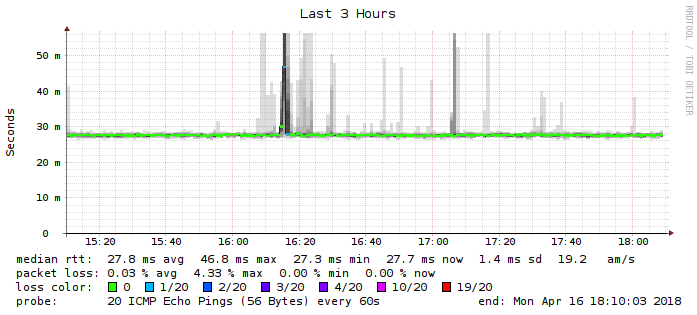 Last 3 Hours
RRDTOOL / TOBI OETIKER
Seconds
50 m
40 m
30 m
20 m
10 m
0
15:20 15:40 16:00 16:20 16:40 17:00 17:20 17:40 18:00
median rtt: 27.8 ms avg 46.8 ms max 27.3 ms min 27.7 ms now 1.4 ms sd 19.2 am/s
packet loss: 0.03 % avg 4.33 % max 0.00 % min 0.00 % now
loss color: 0 1/20 2/20 3/20 4/20 10/20 19/20
probe: 20 ICMP Echo Pings (56 Bytes) every 60s end: Mon Apr 16 18:10:03 2018